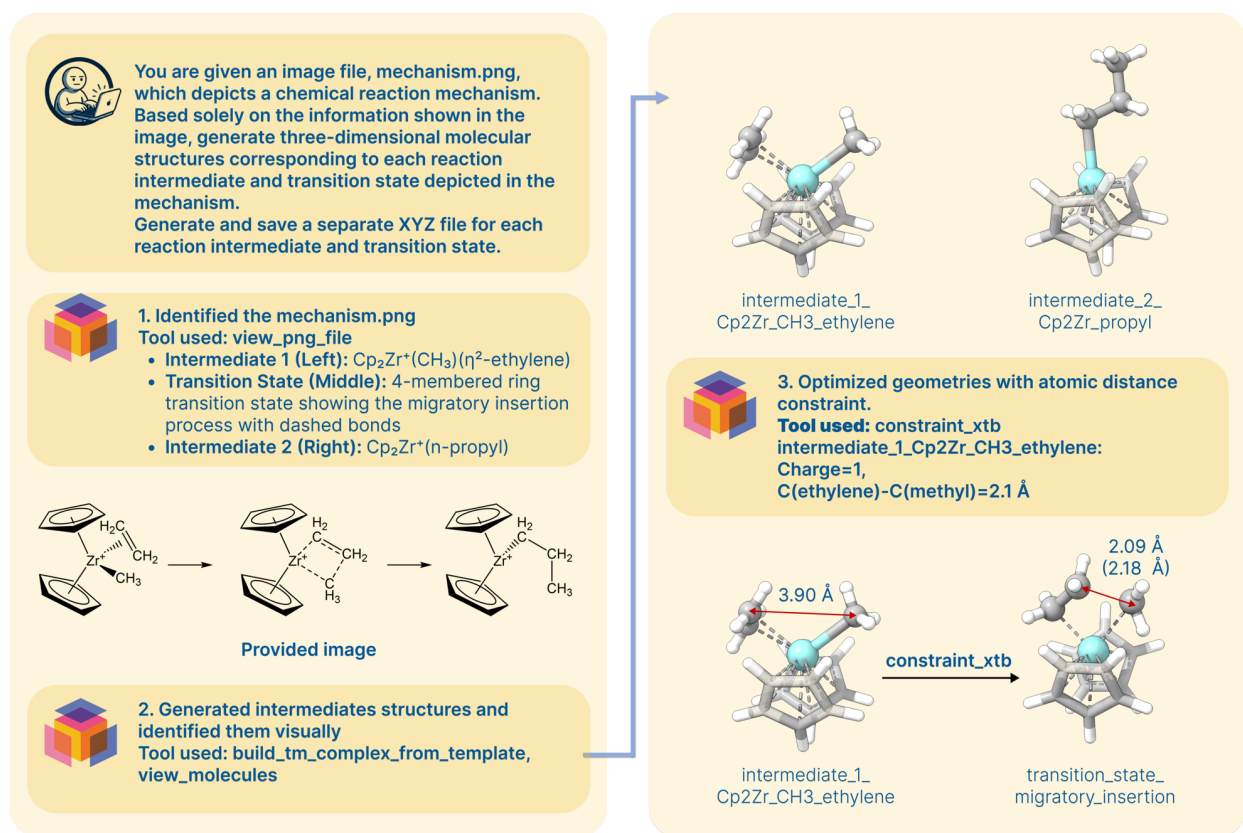 You are given an image file, mechanism.png,
which depicts a chemical reaction mechanism.
Based solely on the information shown in the
image, generate three-dimensional molecular
structures corresponding to each reaction
intermediate and transition state depicted in the
mechanism.
Generate and save a separate XYZ file for each
reaction intermediate and transition state.
1. Identified the mechanism.png
Tool used: view_png_file
• Intermediate 1 (Left): Cp₂Zr⁺(CH₃)(η²-ethylene)
• Transition State (Middle): 4-membered ring
transition state showing the migratory insertion
process with dashed bonds
• Intermediate 2 (Right): Cp₂Zr⁺(n-propyl)
H₂C
CH₂
Zr⁺
CH₃
H₂
C
CH₂
Zr⁺
C
H₃
H₂
C
CH₂
Zr⁺
CH₃
Provided image
2. Generated intermediates structures and
identified them visually
Tool used: build_tm_complex_from_template,
view_molecules
intermediate_1_
Cp2Zr_CH3_ethylene
intermediate_2_
Cp2Zr_propyl
3. Optimized geometries with atomic distance
constraint.
Tool used: constraint_xtb
intermediate_1_Cp2Zr_CH3_ethylene:
Charge=1,
C(ethylene)-C(methyl)=2.1 Å
3.90 Å
constraint_xtb
2.09 Å
(2.18 Å)
intermediate_1_
Cp2Zr_CH3_ethylene
transition_state_
migratory_insertion